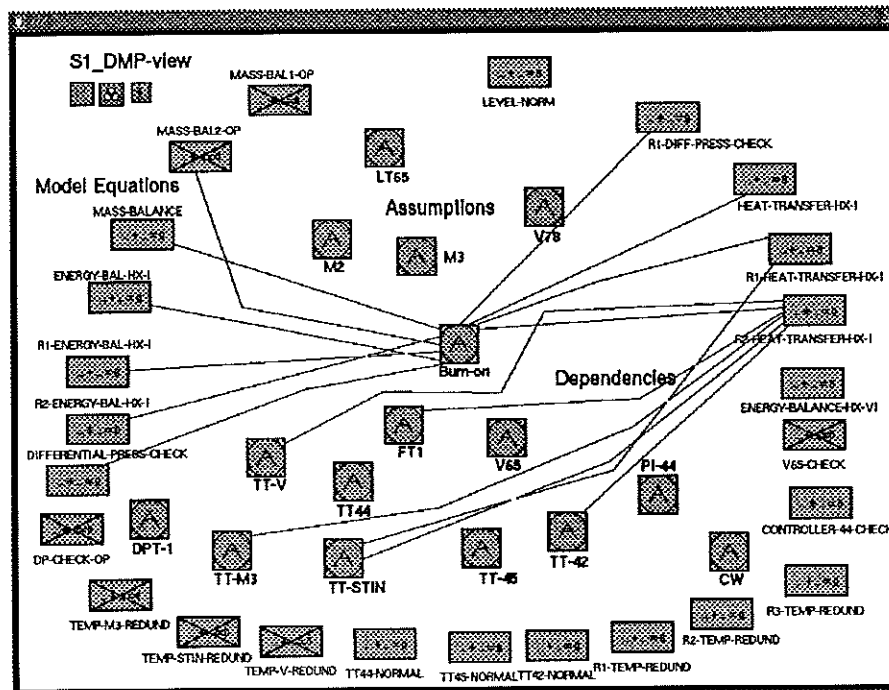 S1_DMP-view
MASS-BAL1-OP
LEVEL-NORM
MASS-BAL2-OP
R1-DIFF-PRESS-CHECK
LT65
Model Equations
Assumptions
HEAT-TRANSFER-HX-I
MASS-BALANCE
V78
M2
M3
R1-HEAT-TRANSFER-HX-I
ENERGY-BAL-HX-I
R1-ENERGY-BAL-HX-I
R2-HEAT-TRANSFER-HX-I
Burn-on
Dependencies
R2-ENERGY-BAL-HX-I
ENERGY-BALANCE-HX-VI
DIFFERENTIAL-PRESS-CHECK
FT1
V65
V65-CHECK
TT-V
TT44
PI-44
DP-CHECK-OP
DPT-1
TT-M3
TT-STIN
TT-45
TT-42
CW
CONTROLLER-44-CHECK
TEMP-M3-REDUND
R3-TEMP-REDUND
TEMP-STIN-REDUND
TEMP-V-REDUND
TT44-NORMAL
TT45-NORMAL
TT42-NORMAL
R1-TEMP-REDUND
R2-TEMP-REDUND